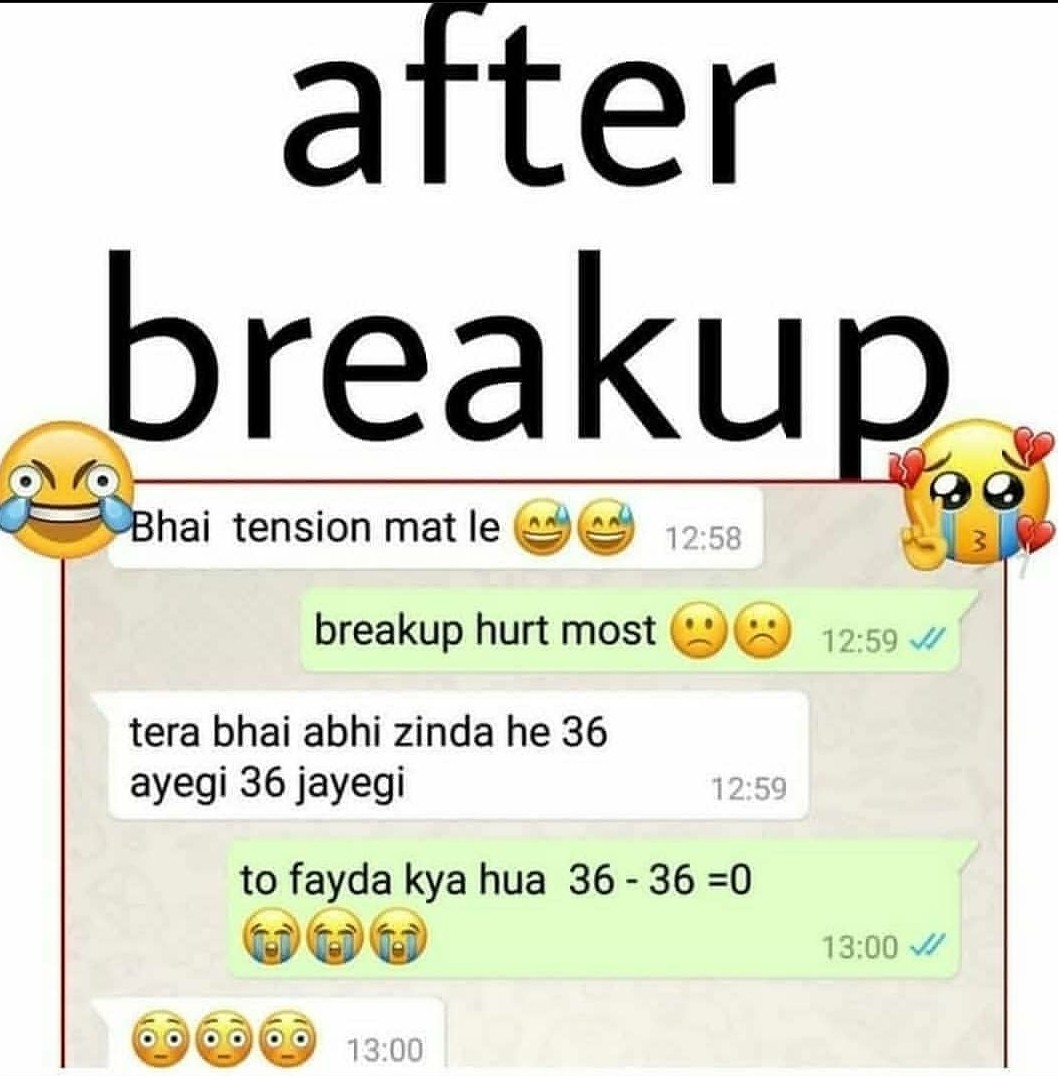 after
breakup
Bhai tension mat le 😅😅 12:58
breakup hurt most 🙁☹️ 12:59
tera bhai abhi zinda he 36
ayegi 36 jayegi 12:59
to fayda kya hua 36 - 36 =0
😭😭😭 13:00
😳😳😳 13:00